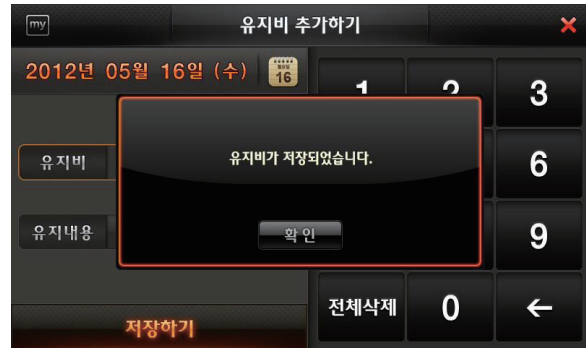 my
유지비 추가하기
2012년 05월 16일 (수)
16
1
2
3
유지비가 저장되었습니다.
유지비
6
유지내용
확인
9
저장하기
전체삭제
0